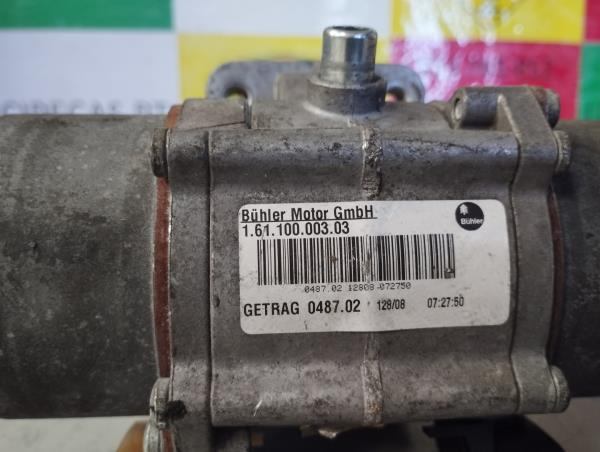 Bühler Motor GmbH
1.61.100.003.03
Bühler
0487.02 12808 072750
GETRAG 0487.02 128/08 07:27:50